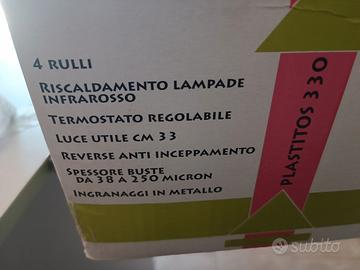 4 RULLI
RISCALDAMENTO LAMPADE
INFRAROSSO
TERMOSTATO REGOLABILE
LUCE UTILE CM 33
REVERSE ANTI INCEPPAMENTO
SPESSORE BUSTE
DA 38 A 250 MICRON
INGRANAGGI IN METALLO
PLASTITOS 330
subito